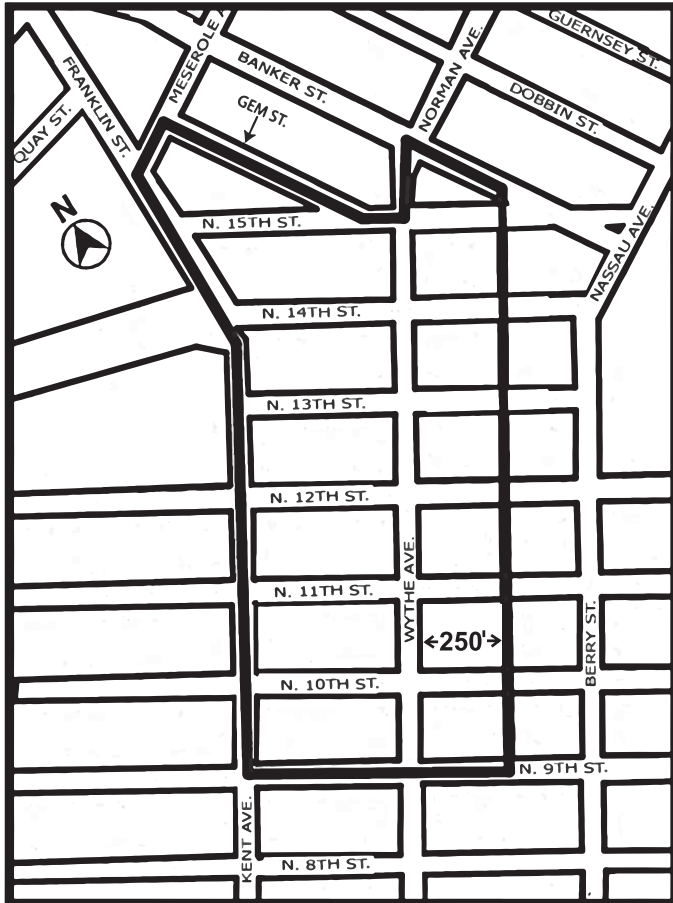 GUERNSEY ST.
MESEROLE A
NORMAN AVE.
BANKER ST.
FRANKLIN ST.
GEM ST.
DOBBIN ST.
QUAY ST.
N
N. 15TH ST.
NASSAU AVE.
N. 14TH ST.
N. 13TH ST.
N. 12TH ST.
WYTHE AVE.
N. 11TH ST.
250'
BERRY ST.
N. 10TH ST.
N. 9TH ST.
KENT AVE.
N. 8TH ST.